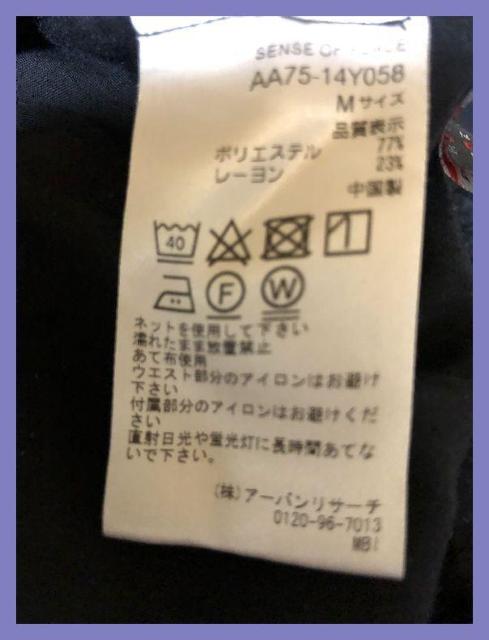 SENSE OF PLACE
AA75-14Y058
Mサイズ
品質表示
ポリエステル 77%
レーヨン 23%
中国製
40
F W
ネットを使用して下さい
濡れたまま放置禁止
あて布使用
ウエスト部分のアイロンはお避け
下さい
付属部分のアイロンはお避けくだ
さい
直射日光や蛍光灯に長時間あてな
いで下さい。
(株)アーバンリサーチ
0120-96-7013